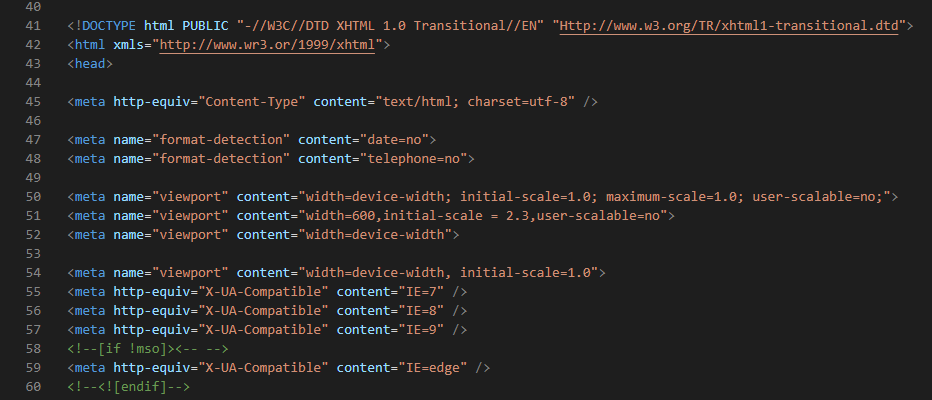 40
41 <!DOCTYPE html PUBLIC "-//W3C//DTD XHTML 1.0 Transitional//EN" "Http://www.w3.org/TR/xhtml1-transitional.dtd">
42 <html xmls="http://www.wr3.or/1999/xhtml">
43 <head>
44
45 <meta http-equiv="Content-Type" content="text/html; charset=utf-8" />
46
47 <meta name="format-detection" content="date=no">
48 <meta name="format-detection" content="telephone=no">
49
50 <meta name="viewport" content="width=device-width; initial-scale=1.0; maximum-scale=1.0; user-scalable=no;">
51 <meta name="viewport" content="width=600,initial-scale = 2.3,user-scalable=no">
52 <meta name="viewport" content="width=device-width">
53
54 <meta name="viewport" content="width=device-width, initial-scale=1.0">
55 <meta http-equiv="X-UA-Compatible" content="IE=7" />
56 <meta http-equiv="X-UA-Compatible" content="IE=8" />
57 <meta http-equiv="X-UA-Compatible" content="IE=9" />
58 <!--[if !mso]><-- -->
59 <meta http-equiv="X-UA-Compatible" content="IE=edge" />
60 <!--<![endif]-->